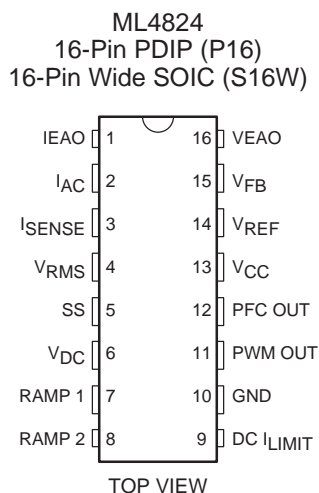 ML4824
16-Pin PDIP (P16)
16-Pin Wide SOIC (S16W)
IEAO 1 16 VEAO
IAC 2 15 VFB
ISENSE 3 14 VREF
VRMS 4 13 VCC
SS 5 12 PFC OUT
VDC 6 11 PWM OUT
RAMP 1 7 10 GND
RAMP 2 8 9 DC ILIMIT
TOP VIEW